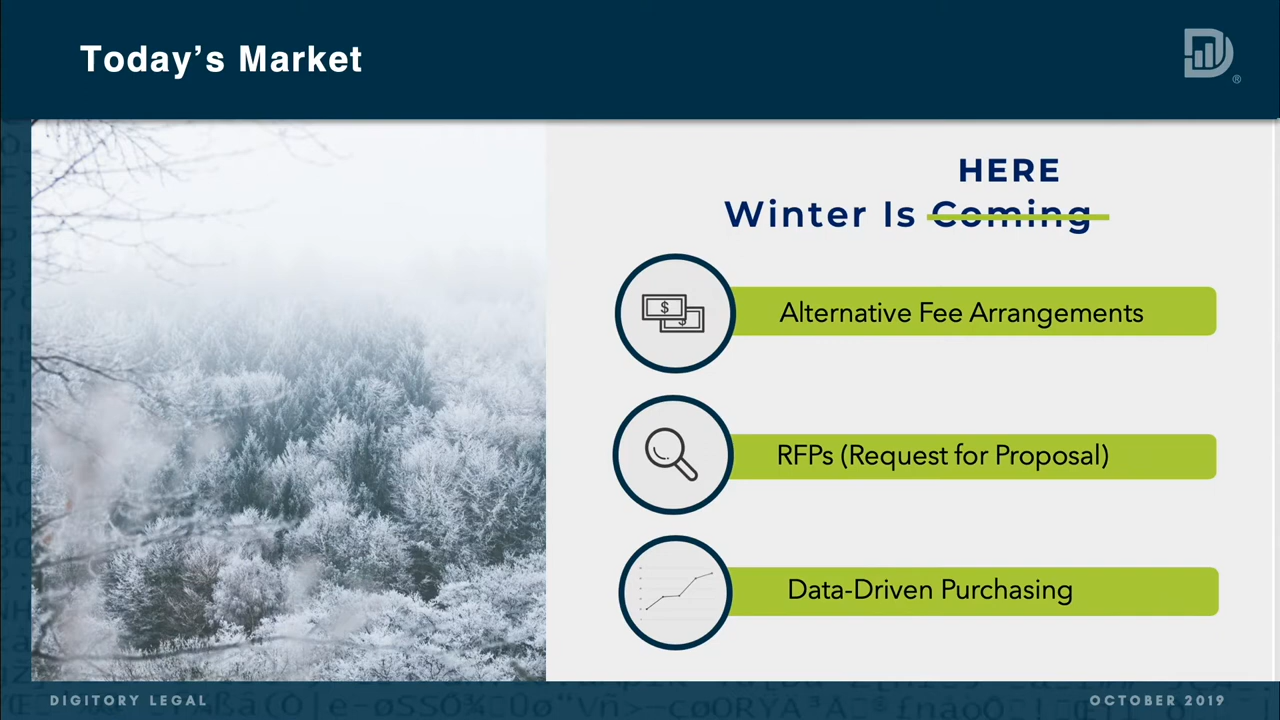 Today’s Market
®
HERE
Winter Is Coming
$
$
Alternative Fee Arrangements
RFPs (Request for Proposal)
Data-Driven Purchasing
DIGITORY LEGAL
OCTOBER 2019